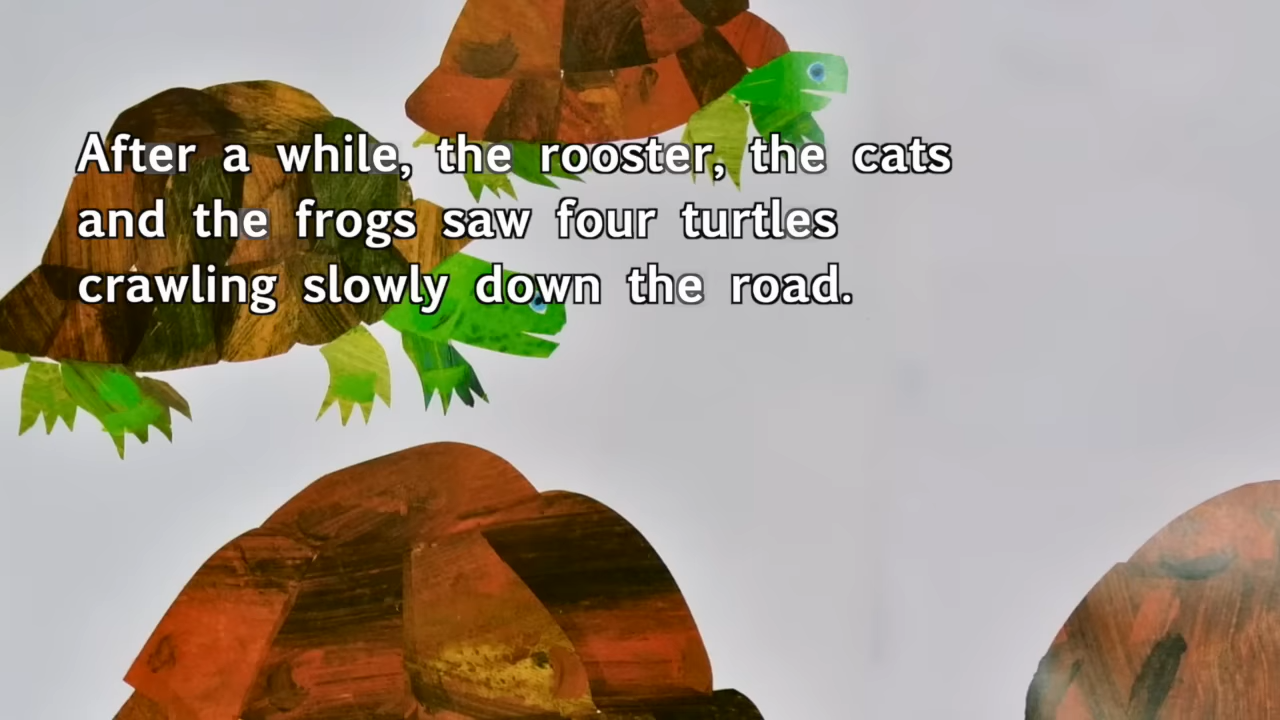 After a while, the rooster, the cats
and the frogs saw four turtles
crawling slowly down the road.